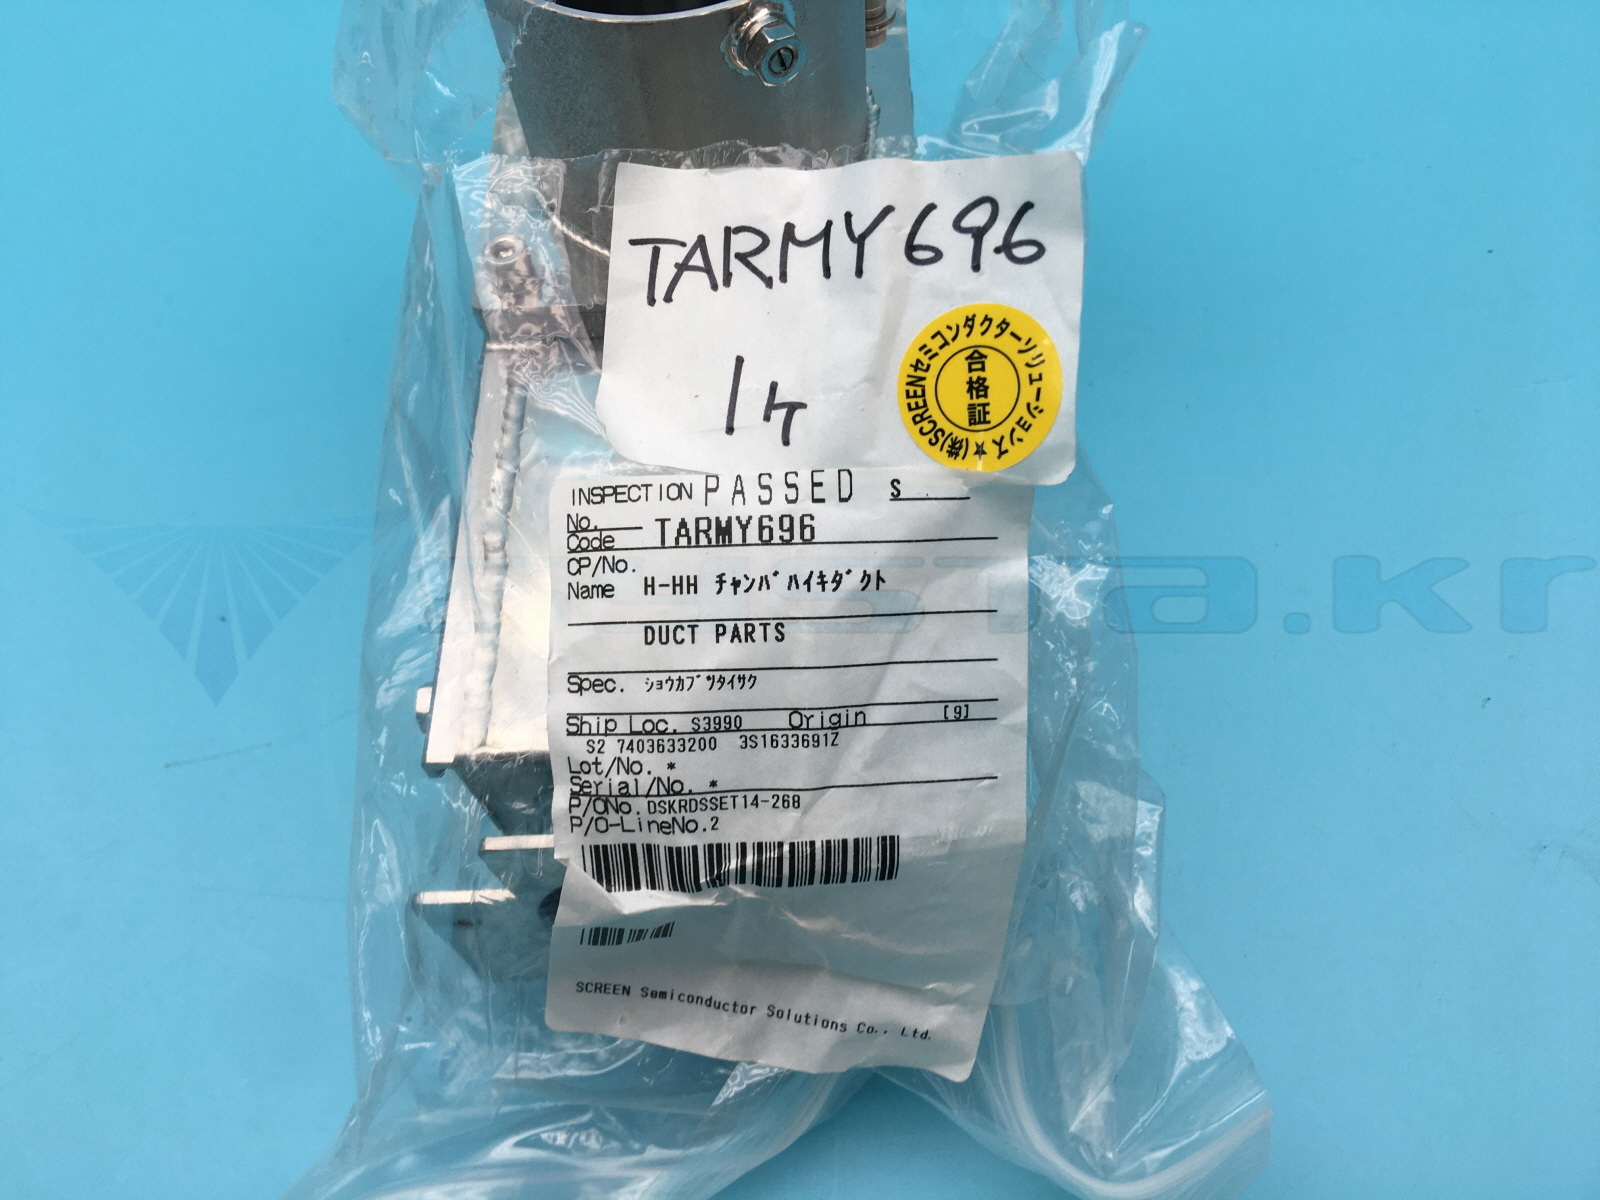 TARMY696
1ヶ
(株)SCREENセミコンダクターソリューションズ★
合格証
INSPECTION PASSED S
No.
Code TARMY696
CP/No.
Name H-HH チャンバハイキダクト
DUCT PARTS
Spec. ショウカブツタイサク
Ship Loc. S3990 Origin [9]
S2 7403633200 3S1633691Z
Lot/No. *
Serial/No. *
P/ONo. DSKRDSSET14-268
P/O-LineNo.2
SCREEN Semiconductor Solutions Co., Ltd.
sta.kr